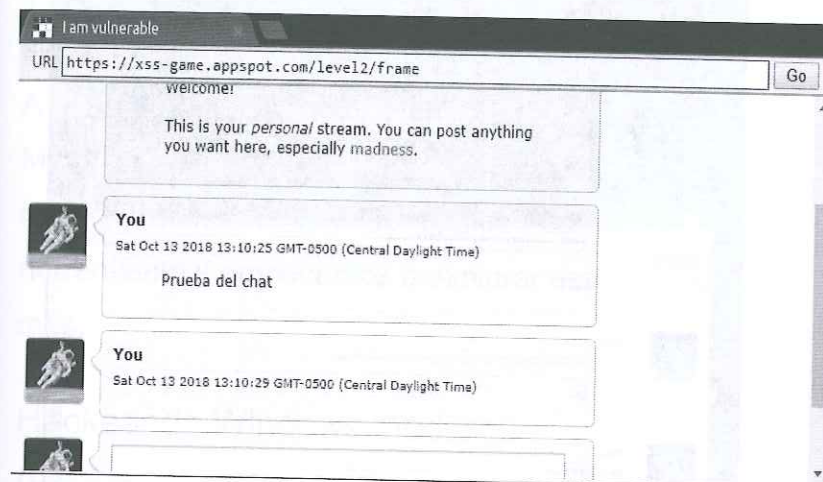 I am vulnerable
URL https://xss-game.appspot.com/level2/frame Go
Welcome!
This is your personal stream. You can post anything
you want here, especially madness.
You
Sat Oct 13 2018 13:10:25 GMT-0500 (Central Daylight Time)
Prueba del chat
You
Sat Oct 13 2018 13:10:29 GMT-0500 (Central Daylight Time)